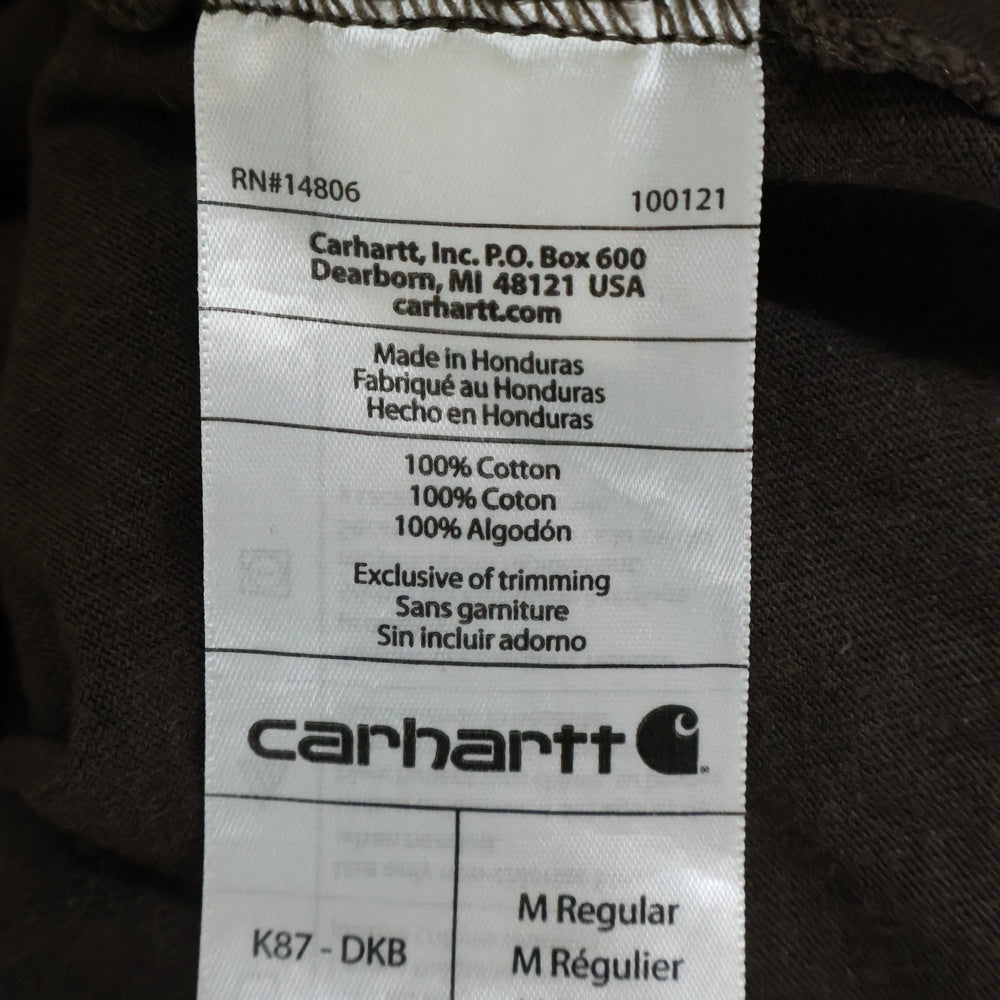 RN#14806 100121
Carhartt, Inc. P.O. Box 600
Dearborn, MI 48121 USA
carhartt.com
Made in Honduras
Fabriqué au Honduras
Hecho en Honduras
100% Cotton
100% Coton
100% Algodón
Exclusive of trimming
Sans garniture
Sin incluir adorno
carhartt
K87 - DKB
M Regular
M Régulier